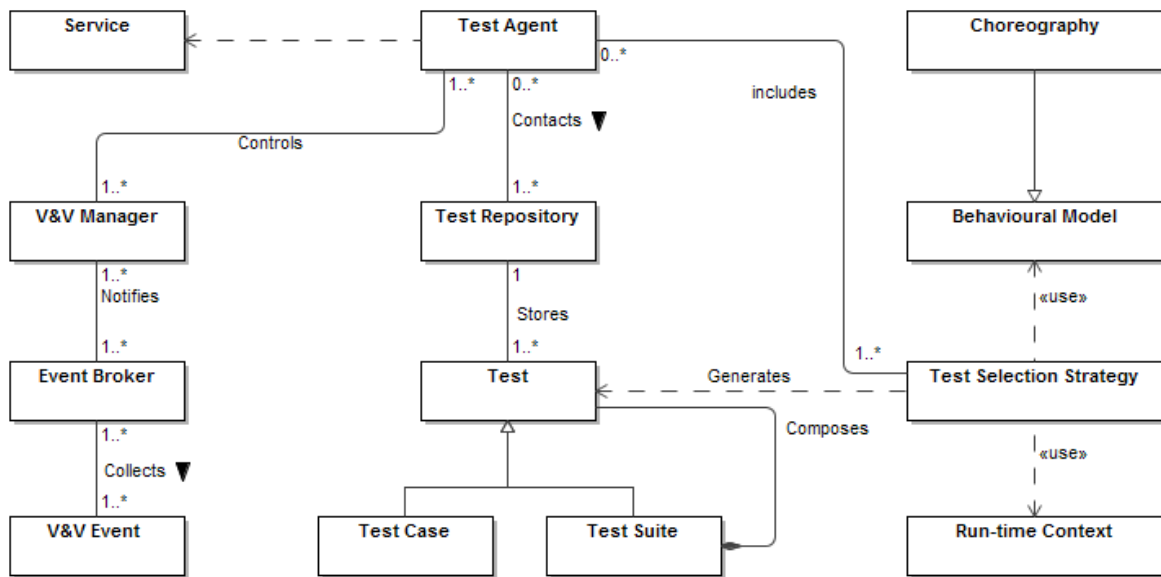 Service
Test Agent
Choreography
0..*
1..*
0..*
includes
Contacts
Controls
1..*
1..*
V&V Manager
Test Repository
Behavioural Model
1..*
1
Notifies
«use»
Stores
1..*
1..*
1..*
Event Broker
Test
Generates
Test Selection Strategy
1..*
Composes
Collects
«use»
1..*
V&V Event
Test Case
Test Suite
Run-time Context